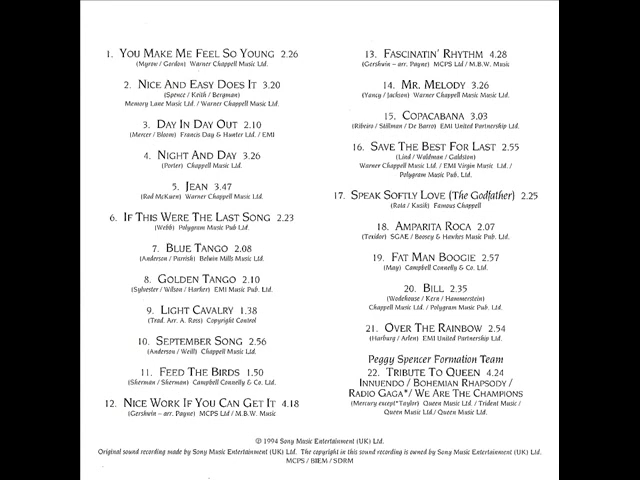 1. YOU MAKE ME FEEL SO YOUNG 2.26
(Myrow / Gordon) Warner Chappell Music Ltd.
2. NICE AND EASY DOES IT 3.20
(Spence / Keith / Bergman)
Memory Lane Music Ltd. / Warner Chappell Music Ltd.
3. DAY IN DAY OUT 2.10
(Mercer / Bloom) Francis Day & Hunter Ltd. / EMI
4. NIGHT AND DAY 3.26
(Porter) Chappell Music Ltd.
5. JEAN 3.47
(Rod McKuen) Warner Chappell Music Ltd.
6. IF THIS WERE THE LAST SONG 2.23
(Webb) Polygram Music Pub Ltd.
7. BLUE TANGO 2.08
(Anderson / Parrish) Belwin Mills Music Ltd.
8. GOLDEN TANGO 2.10
(Sylvester / Wilson / Harper) EMI Music Pub. Ltd.
9. LIGHT CAVALRY 1.38
(Trad. Arr. A. Ross) Copyright Control
10. SEPTEMBER SONG 2.56
(Anderson / Weill) Chappell Music Ltd.
11. FEED THE BIRDS 1.50
(Sherman / Sherman) Campbell Connelly & Co. Ltd.
12. NICE WORK IF YOU CAN GET IT 4.18
(Gershwin – arr. Payne) MCPS Ltd / M.B.W. Music
13. FASCINATIN' RHYTHM 4.28
(Gershwin – arr. Payne) MCPS Ltd / M.B.W. Music
14. MR. MELODY 3.26
(Yancy / Jackson) Warner Chappell Music Ltd.
15. COPACABANA 3.03
(Ribeiro / Stillman / De Barro) EMI United Partnership Ltd.
16. SAVE THE BEST FOR LAST 2.55
(Lind / Waldman / Galdston)
Warner Chappell Music Ltd. / EMI Virgin Music Ltd. /
Polygram Music Pub Ltd.
17. SPEAK SOFTLY LOVE (The Godfather) 2.25
(Rota / Kusik) Famous Chappell
18. AMPARITA ROCA 2.07
(Texidor) SGAE / Boosey & Hawkes Music Pub. Ltd.
19. FAT MAN BOOGIE 2.57
(May) Campbell Connelly & Co. Ltd.
20. BILL 2.35
(Wodehouse / Kern / Hammerstein)
Chappell Music Ltd. / Polygram Music Pub. Ltd.
21. OVER THE RAINBOW 2.54
(Harburg / Arlen) EMI United Partnership Ltd.
Peggy Spencer Formation Team
22. TRIBUTE TO QUEEN 4.24
INNUENDO / BOHEMIAN RHAPSODY /
RADIO GAGA*/ WE ARE THE CHAMPIONS
(Mercury except*Taylor) Queen Music Ltd. / Trident Music /
Queen Music Ltd./ Queen Music Ltd.
℗ 1994 Sony Music Entertainment (UK) Ltd.
Original sound recording made by Sony Music Entertainment (UK) Ltd. The copyright in this sound recording is owned by Sony Music Entertainment (UK) Ltd.
MCPS / BIEM / SDRM